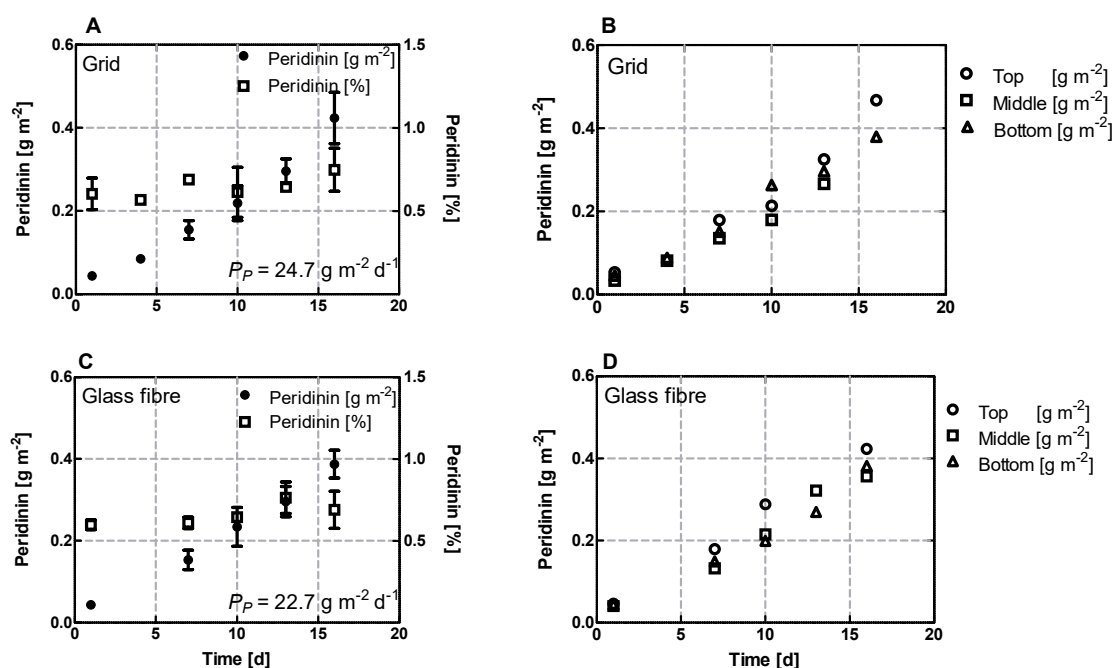 A
Grid
Peridinin [g m-2]
Peridinin [%]
0.6
0.4
0.2
0.0
1.5
1.0
0.5
Peridinin [g m-2]
Peridinin [%]
PP = 24.7 g m-2 d-1
0 5 10 15 20
B
Grid
0.6
0.4
0.2
0.0
Peridinin [g m-2]
0 5 10 15 20
Top [g m-2]
Middle [g m-2]
Bottom [g m-2]
C
Glass fibre
Peridinin [g m-2]
Peridinin [%]
0.6
0.4
0.2
0.0
1.5
1.0
0.5
Peridinin [g m-2]
Peridinin [%]
PP = 22.7 g m-2 d-1
0 5 10 15 20
Time [d]
D
Glass fibre
0.6
0.4
0.2
0.0
Peridinin [g m-2]
0 5 10 15 20
Time [d]
Top [g m-2]
Middle [g m-2]
Bottom [g m-2]